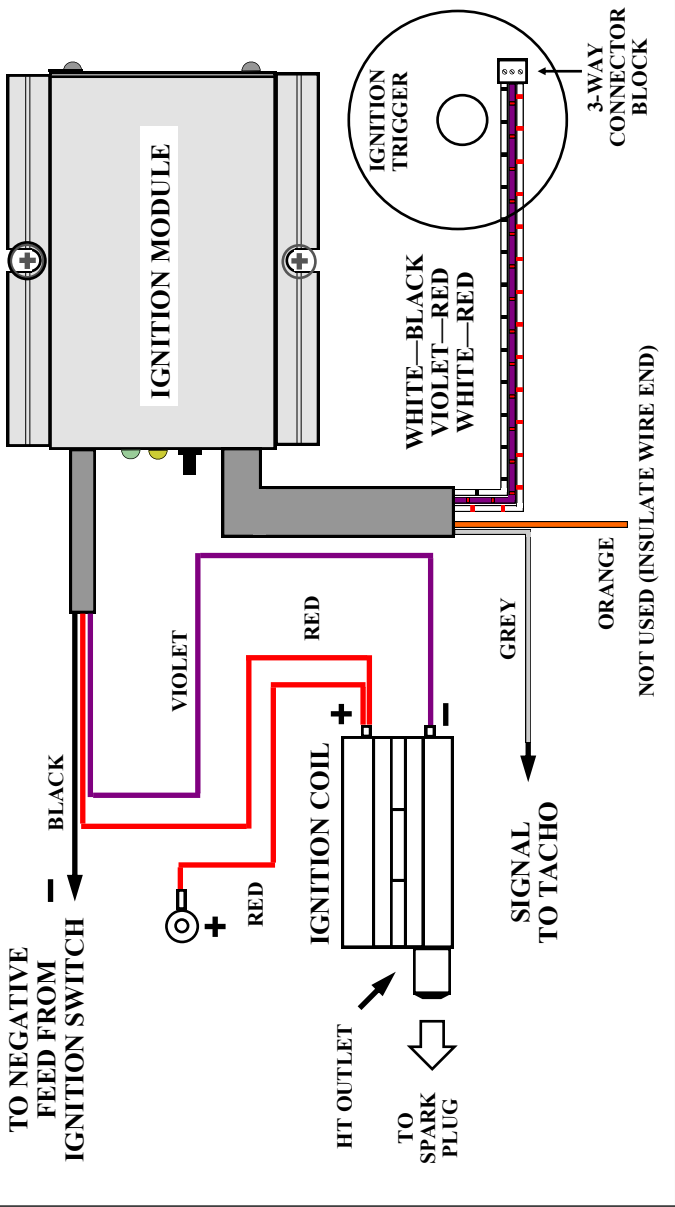 TO NEGATIVE
FEED FROM
IGNITION SWITCH
BLACK
IGNITION MODULE
VIOLET
RED
RED
IGNITION COIL
HT OUTLET
TO
SPARK
PLUG
IGNITION
TRIGGER
WHITE—BLACK
VIOLET—RED
WHITE—RED
3-WAY
CONNECTOR
BLOCK
GREY
SIGNAL
TO TACHO
ORANGE
NOT USED (INSULATE WIRE END)